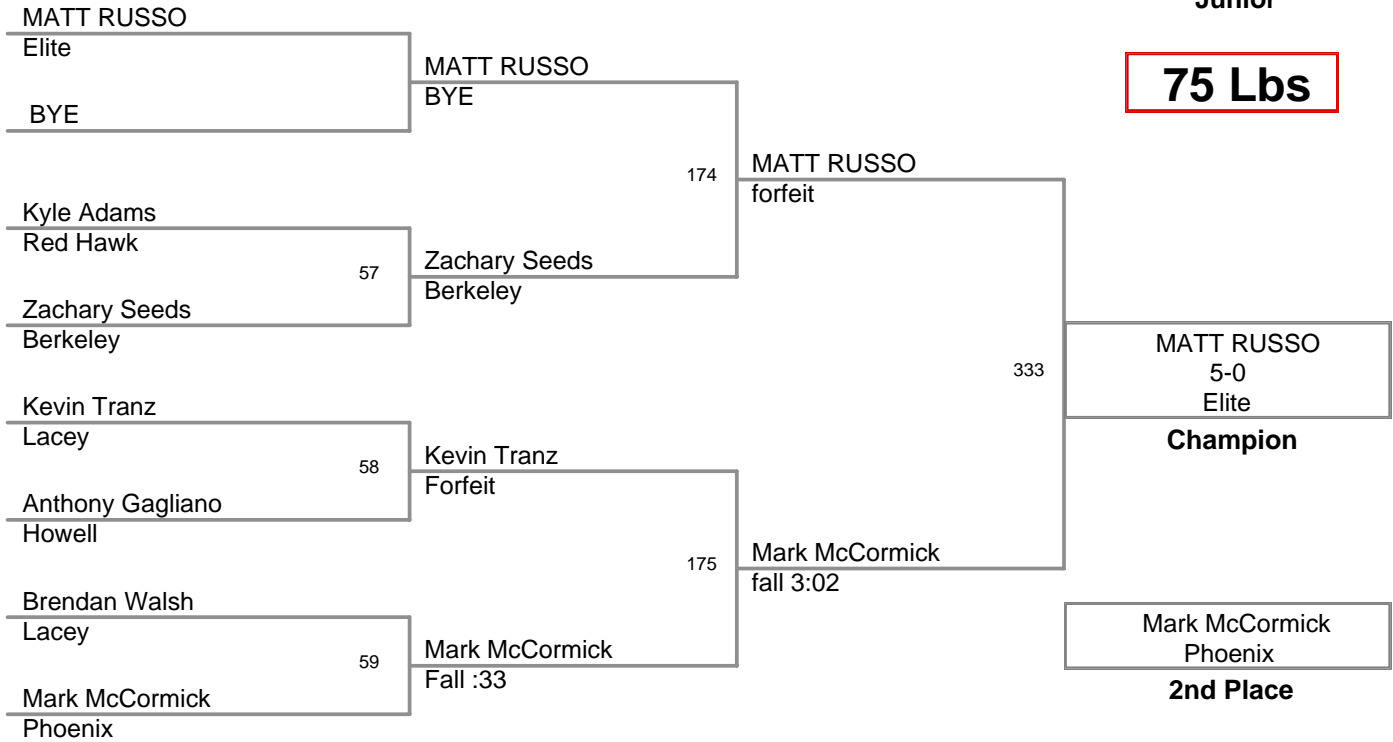 Junior
75 Lbs
MATT RUSSO
Elite
BYE
Kyle Adams
Red Hawk
57
Zachary Seeds
Berkeley
Kevin Tranz
Lacey
58
Anthony Gagliano
Howell
Brendan Walsh
Lacey
59
Mark McCormick
Phoenix
MATT RUSSO
BYE
174
Zachary Seeds
Berkeley
Kevin Tranz
Forfeit
175
Mark McCormick
Fall :33
MATT RUSSO
forfeit
333
Mark McCormick
fall 3:02
MATT RUSSO
5-0
Elite
Champion
Mark McCormick
Phoenix
2nd Place